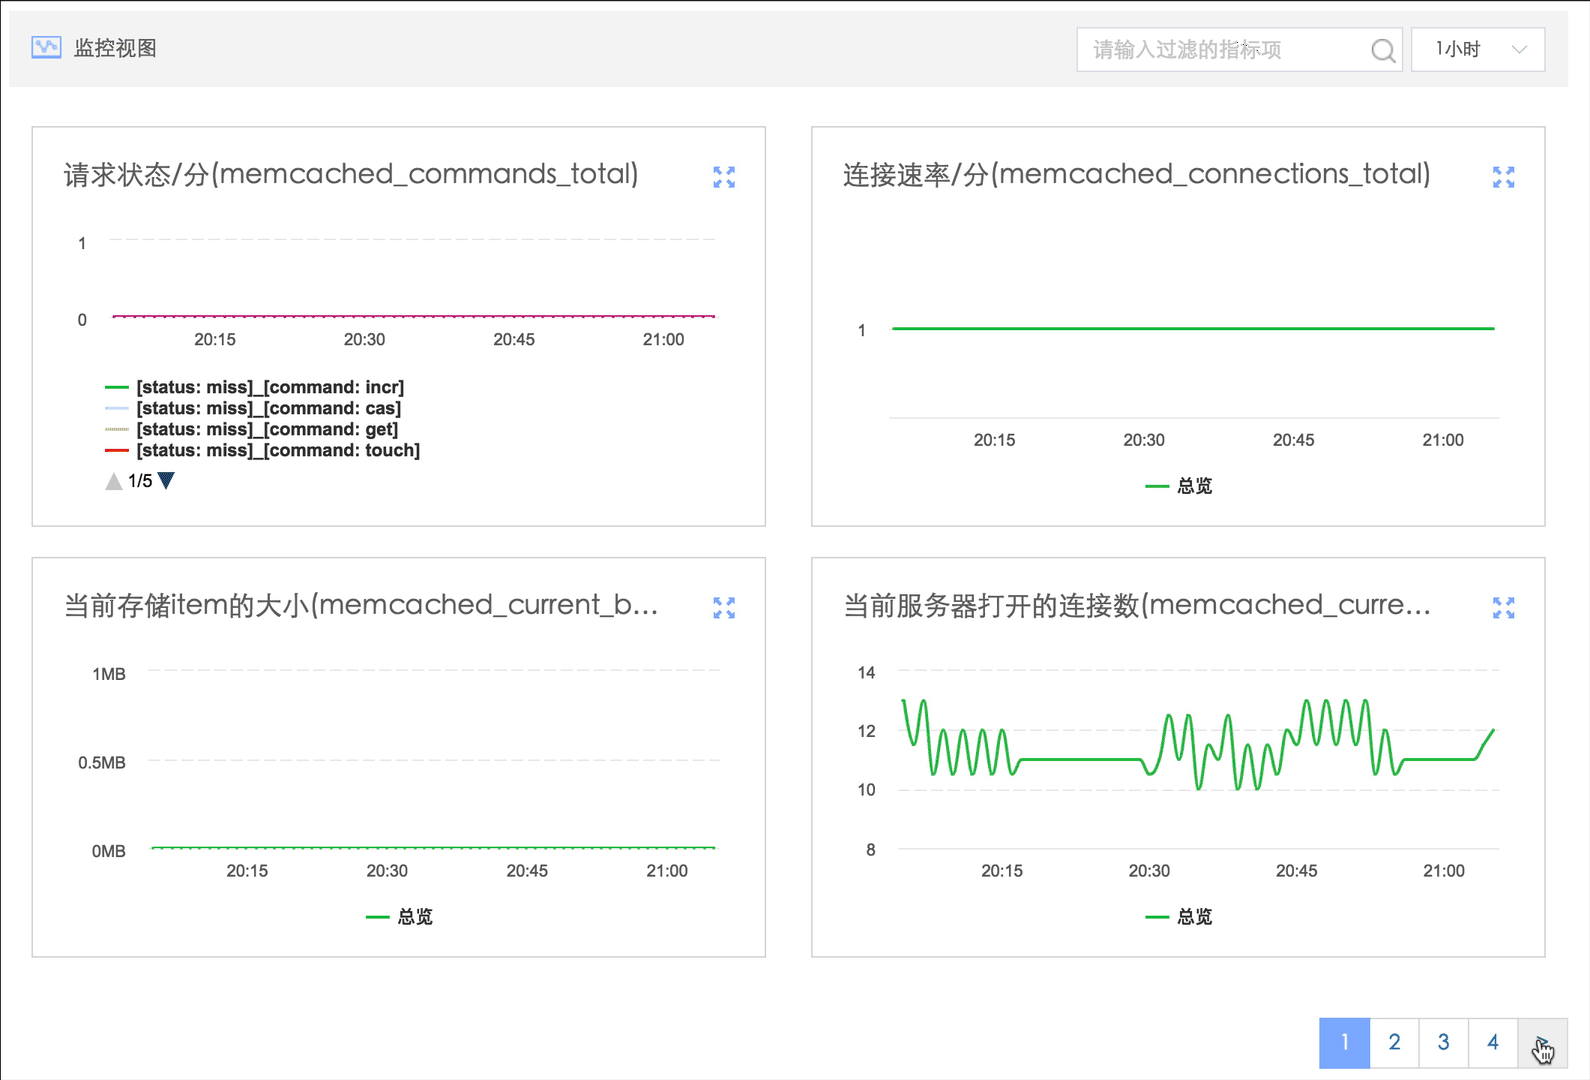 监控视图
请输入过滤的指标项
1小时
请求状态/分(memcached_commands_total)
1
0
20:15
20:30
20:45
21:00
[status: miss]_[command: incr]
[status: miss]_[command: cas]
[status: miss]_[command: get]
[status: miss]_[command: touch]
1/5
连接速率/分(memcached_connections_total)
1
20:15
20:30
20:45
21:00
总览
当前存储item的大小(memcached_current_b...
1MB
0.5MB
0MB
20:15
20:30
20:45
21:00
总览
当前服务器打开的连接数(memcached_curre...
14
12
10
8
20:15
20:30
20:45
21:00
总览
1
2
3
4